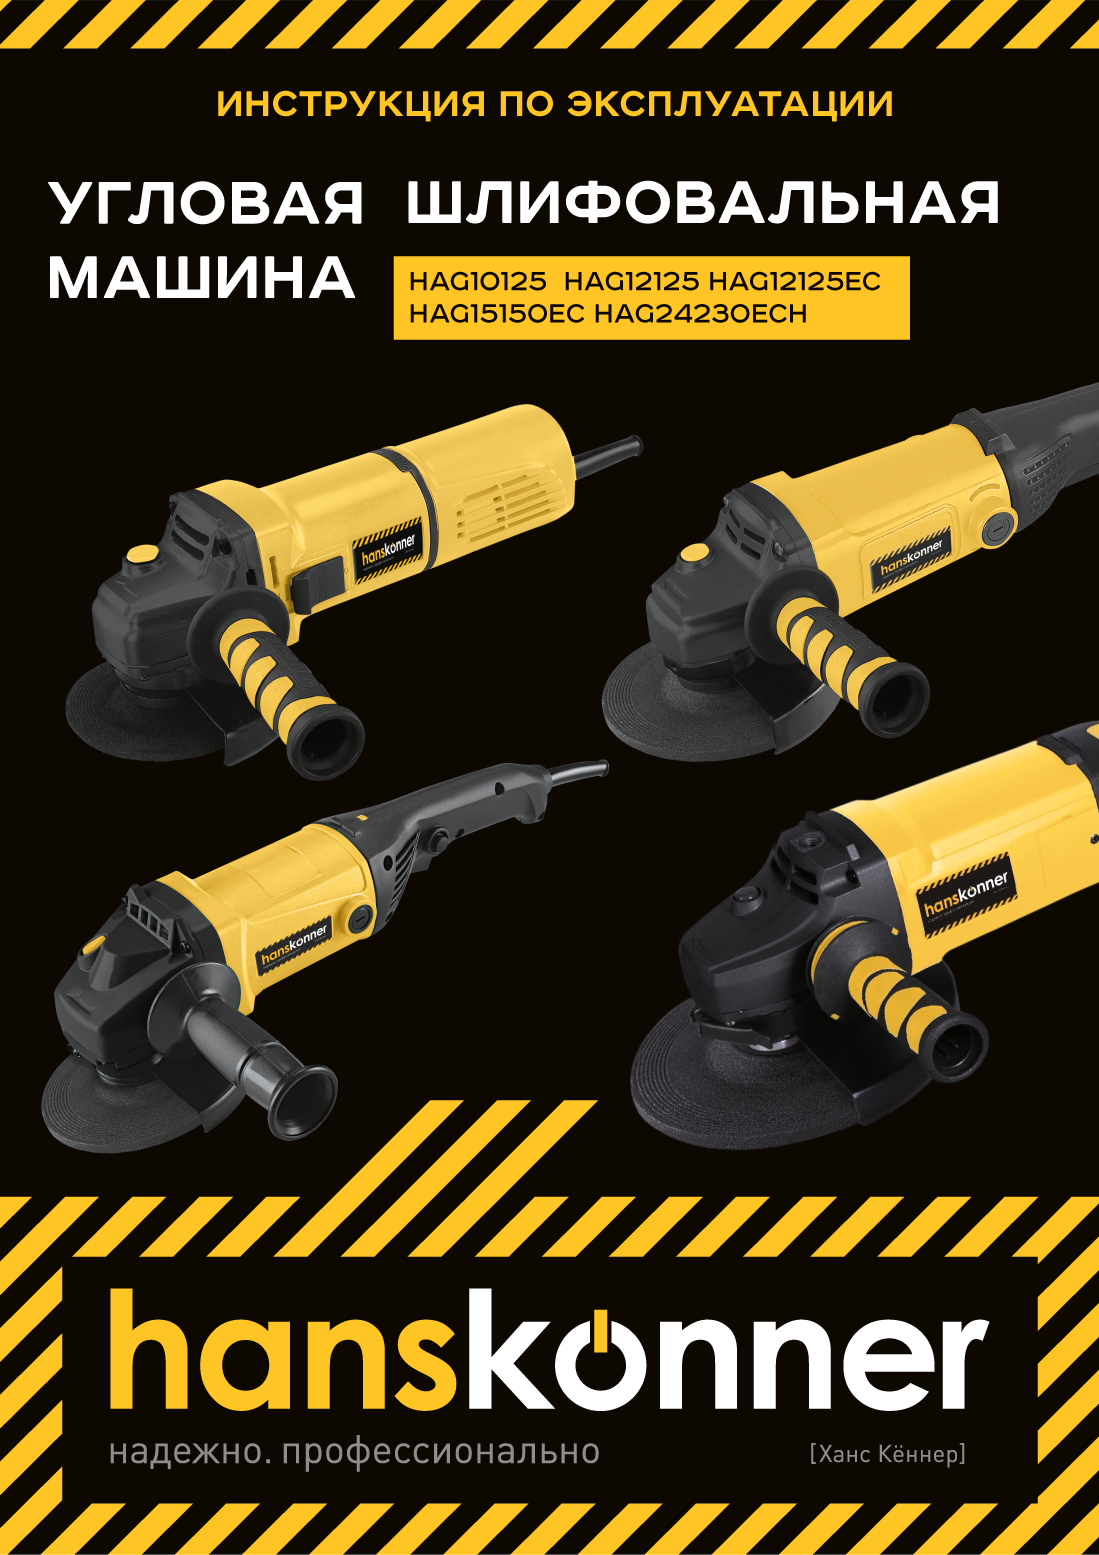 ИНСТРУКЦИЯ ПО ЭКСПЛУАТАЦИИ
УГЛОВАЯ ШЛИФОВАЛЬНАЯ
МАШИНА
HAG10125 HAG12125 HAG12125EC
HAG15150EC HAG24230ECH
hanskonner
hanskonner
hanskonner
hanskonner
hanskonner
надежно. профессионально
[Ханс Кённер]